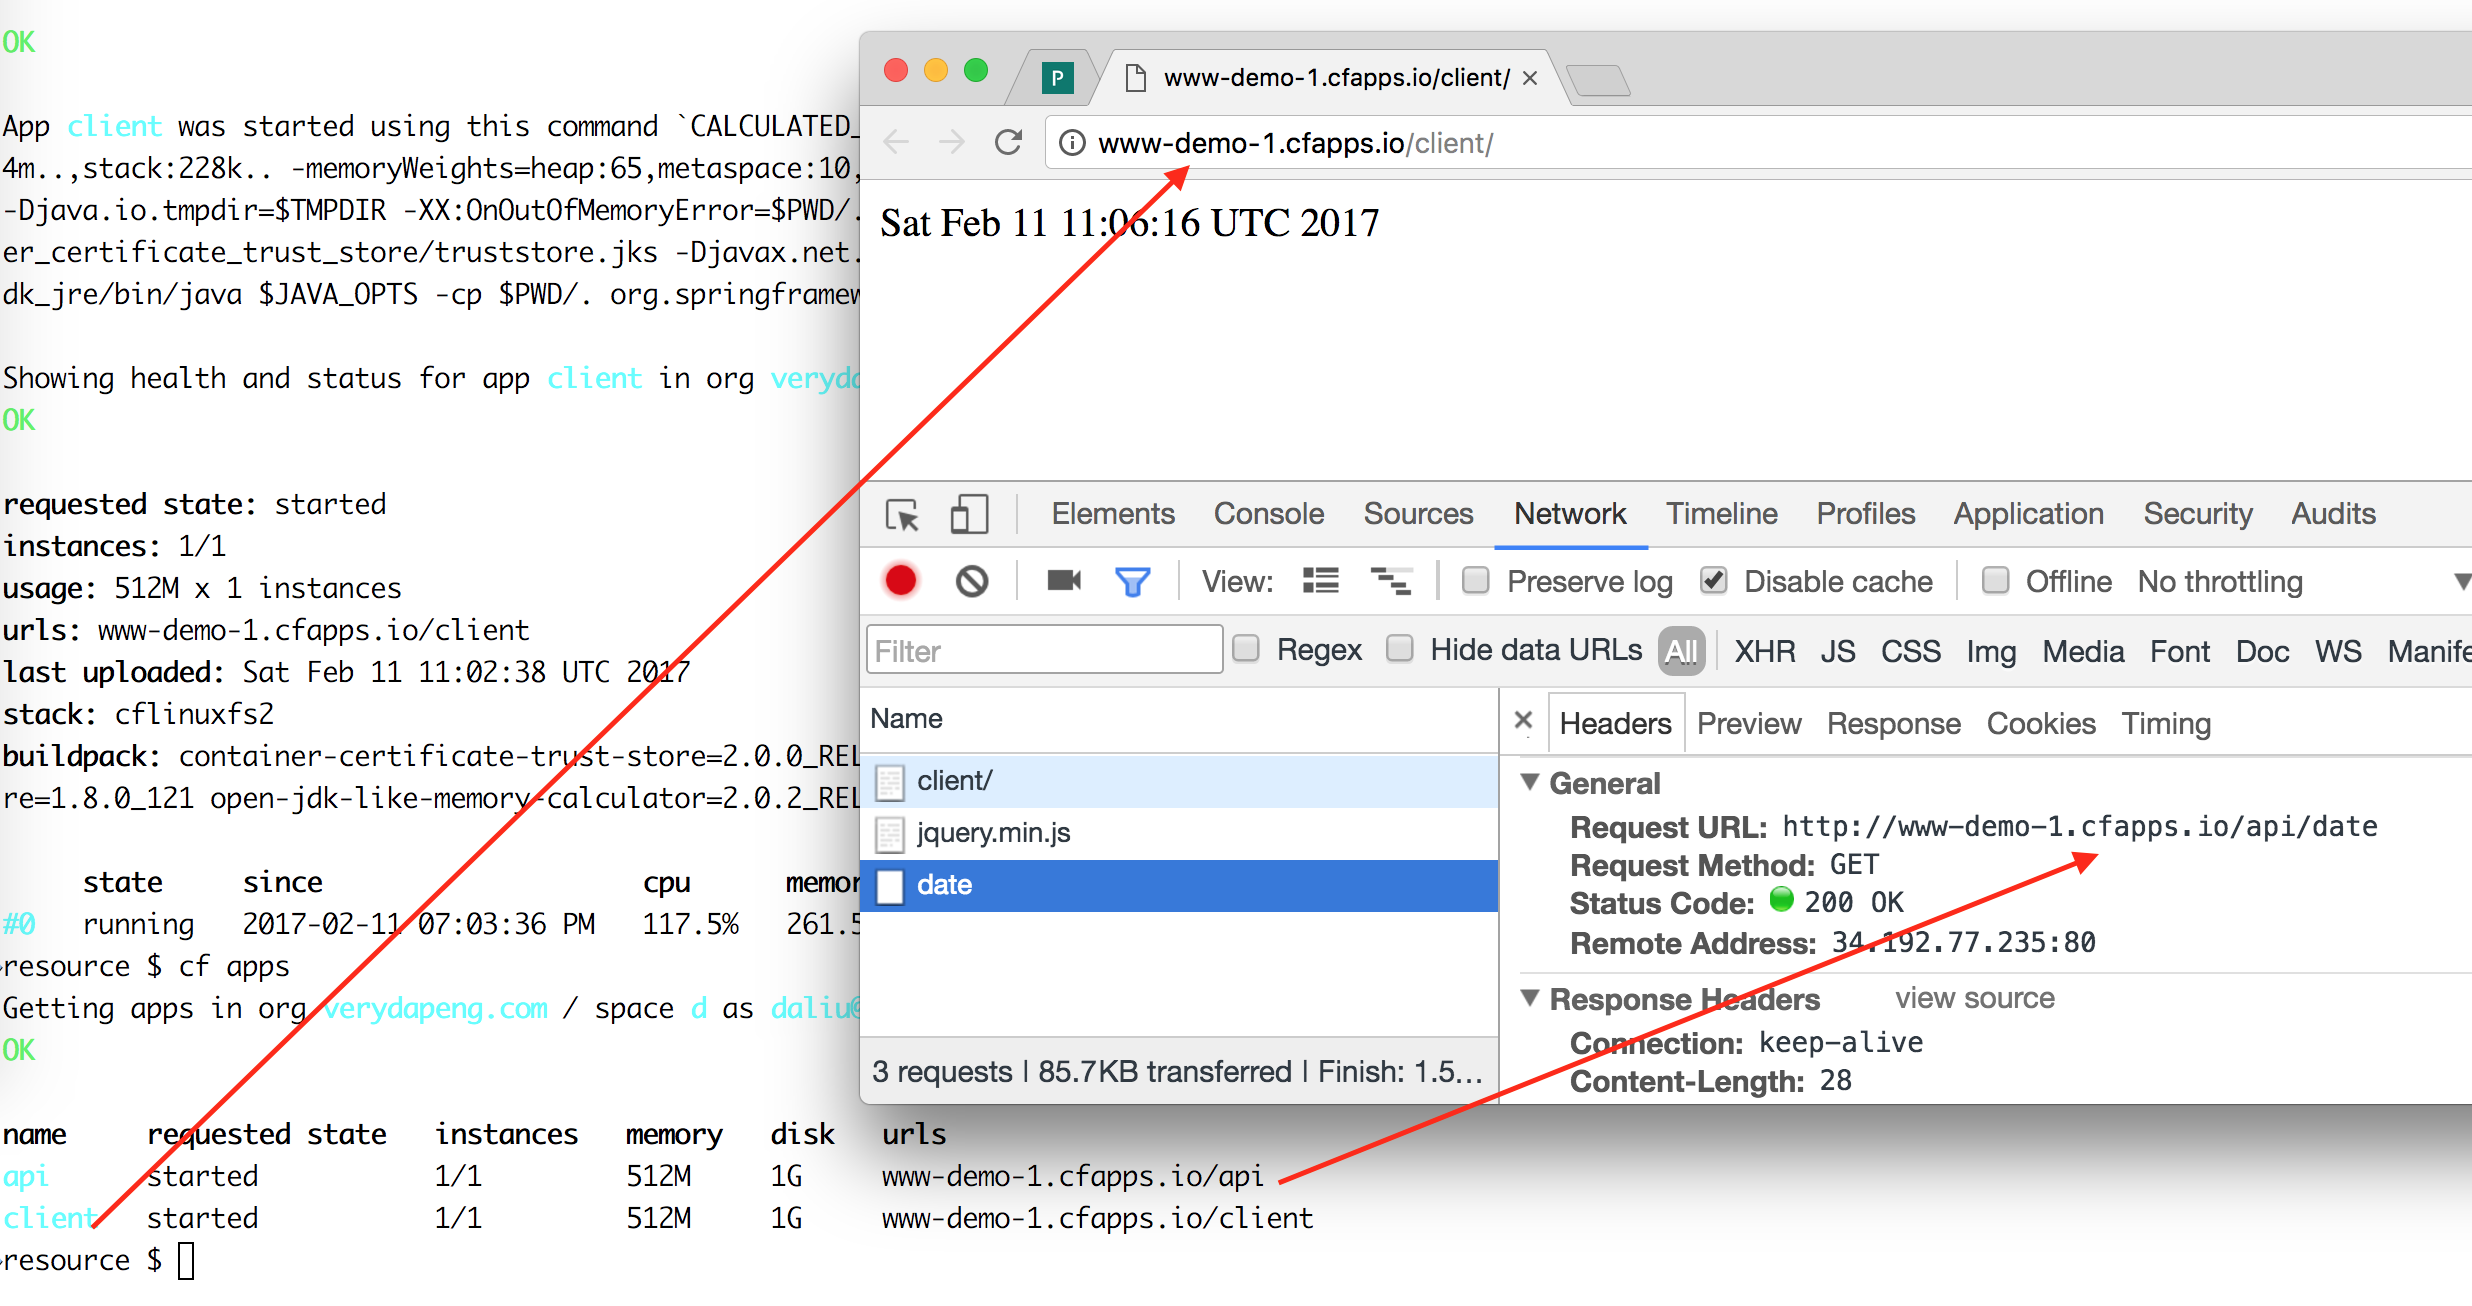 OK
App client was started using this command `CALCULATED_
4m..,stack:228k.. -memoryWeights=heap:65,metaspace:10,
-Djava.io.tmpdir=$TMPDIR -XX:OnOutOfMemoryError=$PWD/.
er_certificate_trust_store/truststore.jks -Djavax.net.
dk_jre/bin/java $JAVA_OPTS -cp $PWD/. org.springframew
Showing health and status for app client in org veryda
OK
requested state: started
instances: 1/1
usage: 512M x 1 instances
urls: www-demo-1.cfapps.io/client
last uploaded: Sat Feb 11 11:02:38 UTC 2017
stack: cflinuxfs2
buildpack: container-certificate-trust-store=2.0.0_REL
re=1.8.0_121 open-jdk-like-memory-calculator=2.0.2_REL
state since cpu memor
#0 running 2017-02-11 07:03:36 PM 117.5% 261.5
resource $ cf apps
Getting apps in org verydapeng.com / space d as daliu@
OK
name requested state instances memory disk urls
api started 1/1 512M 1G www-demo-1.cfapps.io/api
client started 1/1 512M 1G www-demo-1.cfapps.io/client
resource $
P
www-demo-1.cfapps.io/client/
www-demo-1.cfapps.io/client/
Sat Feb 11 11:06:16 UTC 2017
Elements Console Sources Network Timeline Profiles Application Security Audits
View: Preserve log Disable cache Offline No throttling
Filter Regex Hide data URLs All XHR JS CSS Img Media Font Doc WS Manife
Name
client/
jquery.min.js
date
3 requests | 85.7KB transferred | Finish: 1.5...
Headers Preview Response Cookies Timing
General
Request URL: http://www-demo-1.cfapps.io/api/date
Request Method: GET
Status Code: 200 OK
Remote Address: 34.192.77.235:80
Response Headers view source
Connection: keep-alive
Content-Length: 28